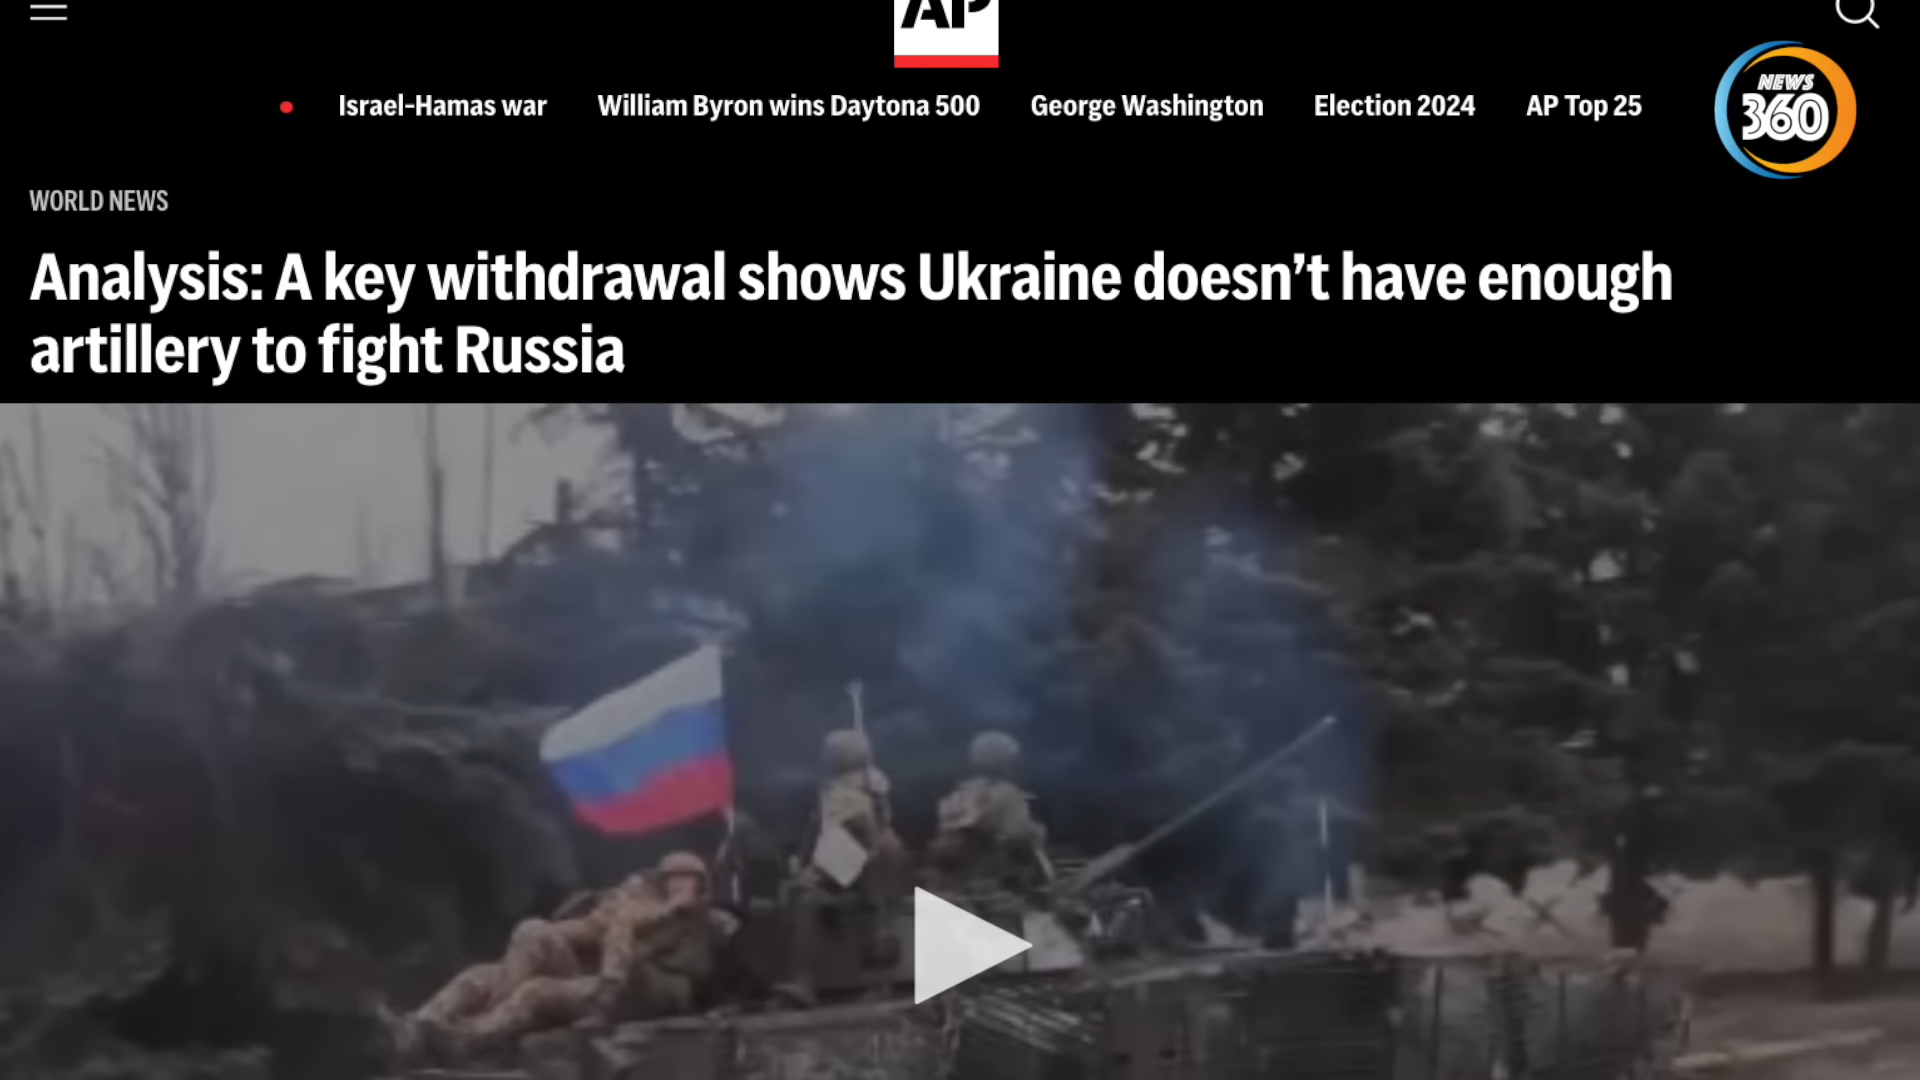 AP
Israel-Hamas war William Byron wins Daytona 500 George Washington Election 2024 AP Top 25
NEWS
360
WORLD NEWS
Analysis: A key withdrawal shows Ukraine doesn’t have enough
artillery to fight Russia